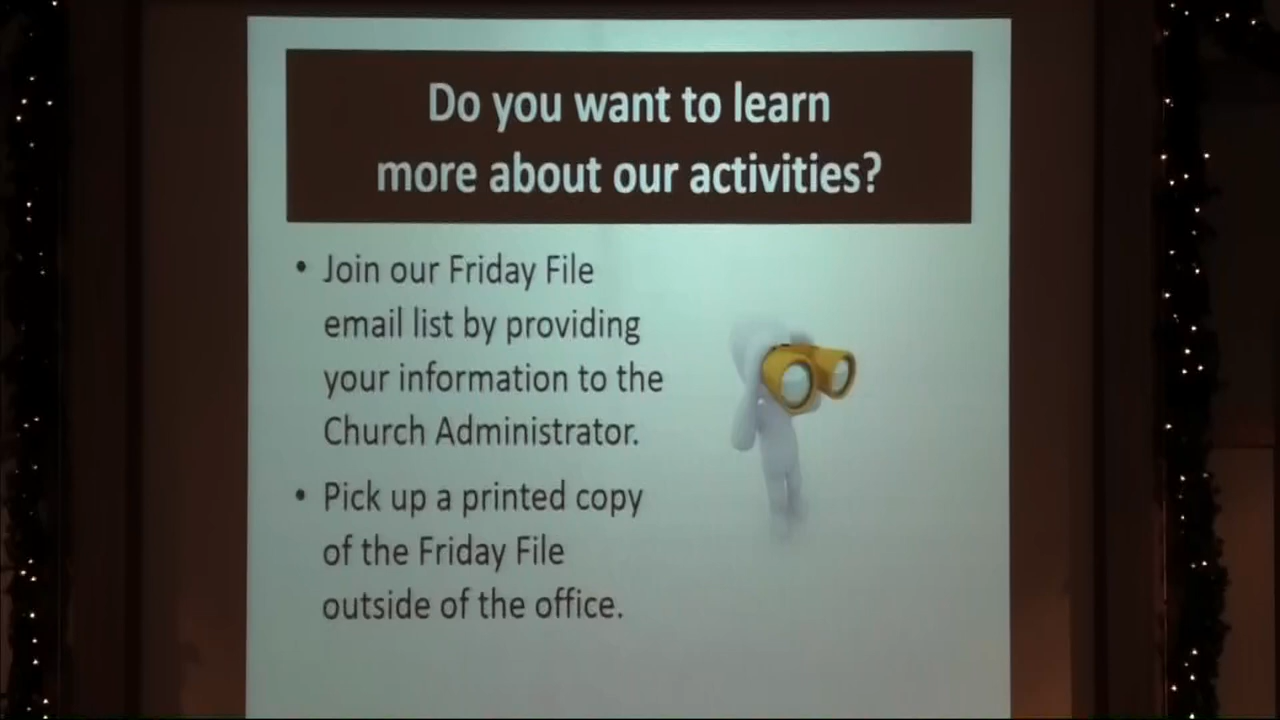 Do you want to learn
more about our activities?
• Join our Friday File
email list by providing
your information to the
Church Administrator.
• Pick up a printed copy
of the Friday File
outside of the office.